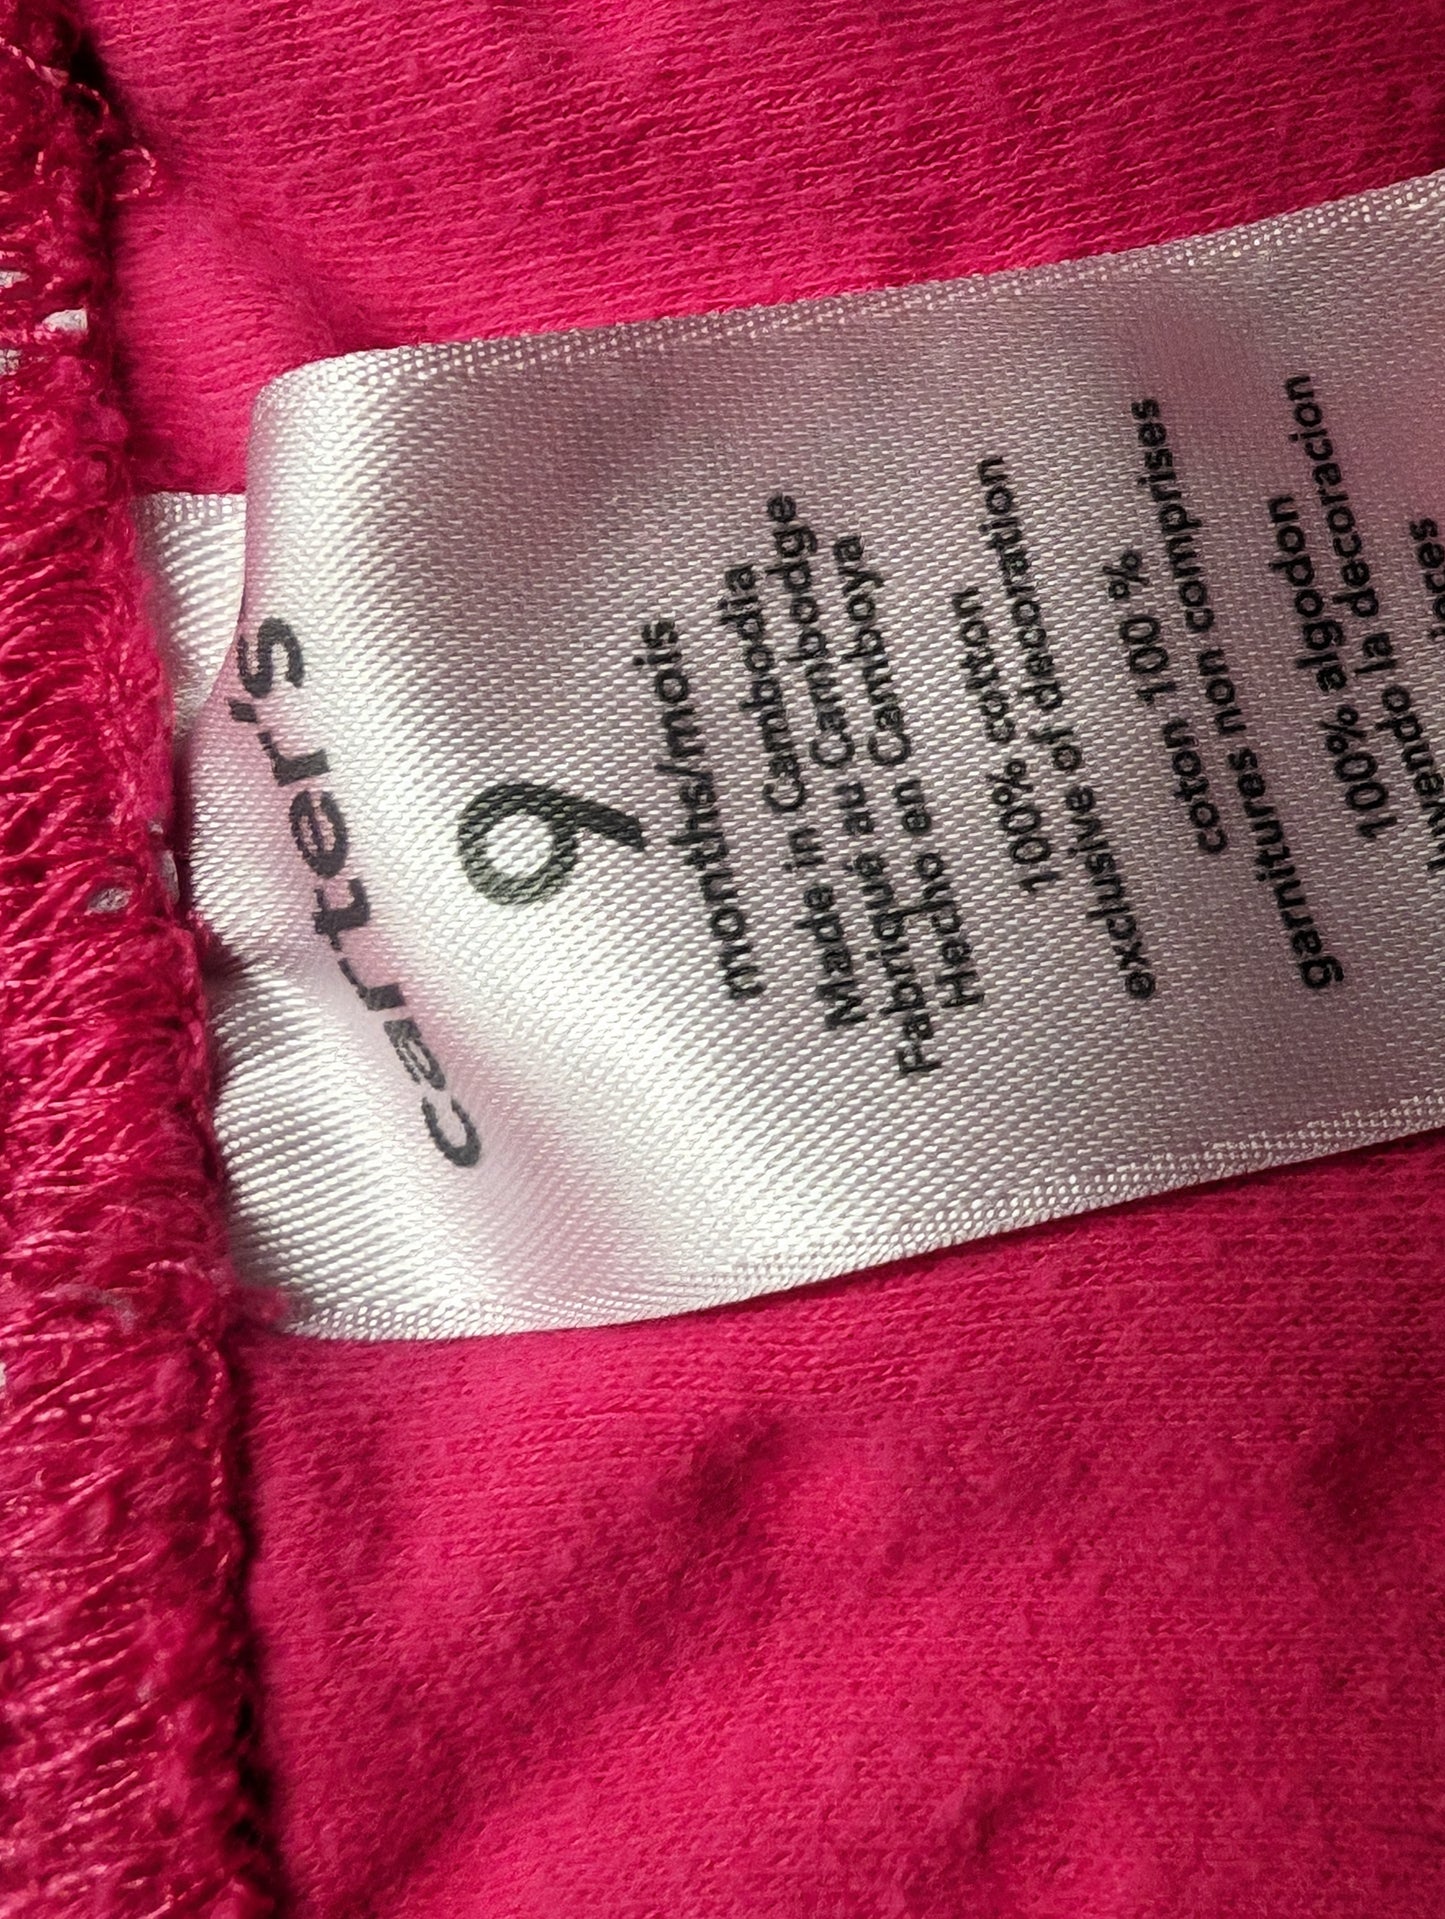 carter's
9
months/mois
Made in Cambodia
Fabriqué au Cambodge
Hecho en Camboya
100% cotton
exclusive of decoration
coton 100 %
garnitures non comprises
100% algodon
la decoracion